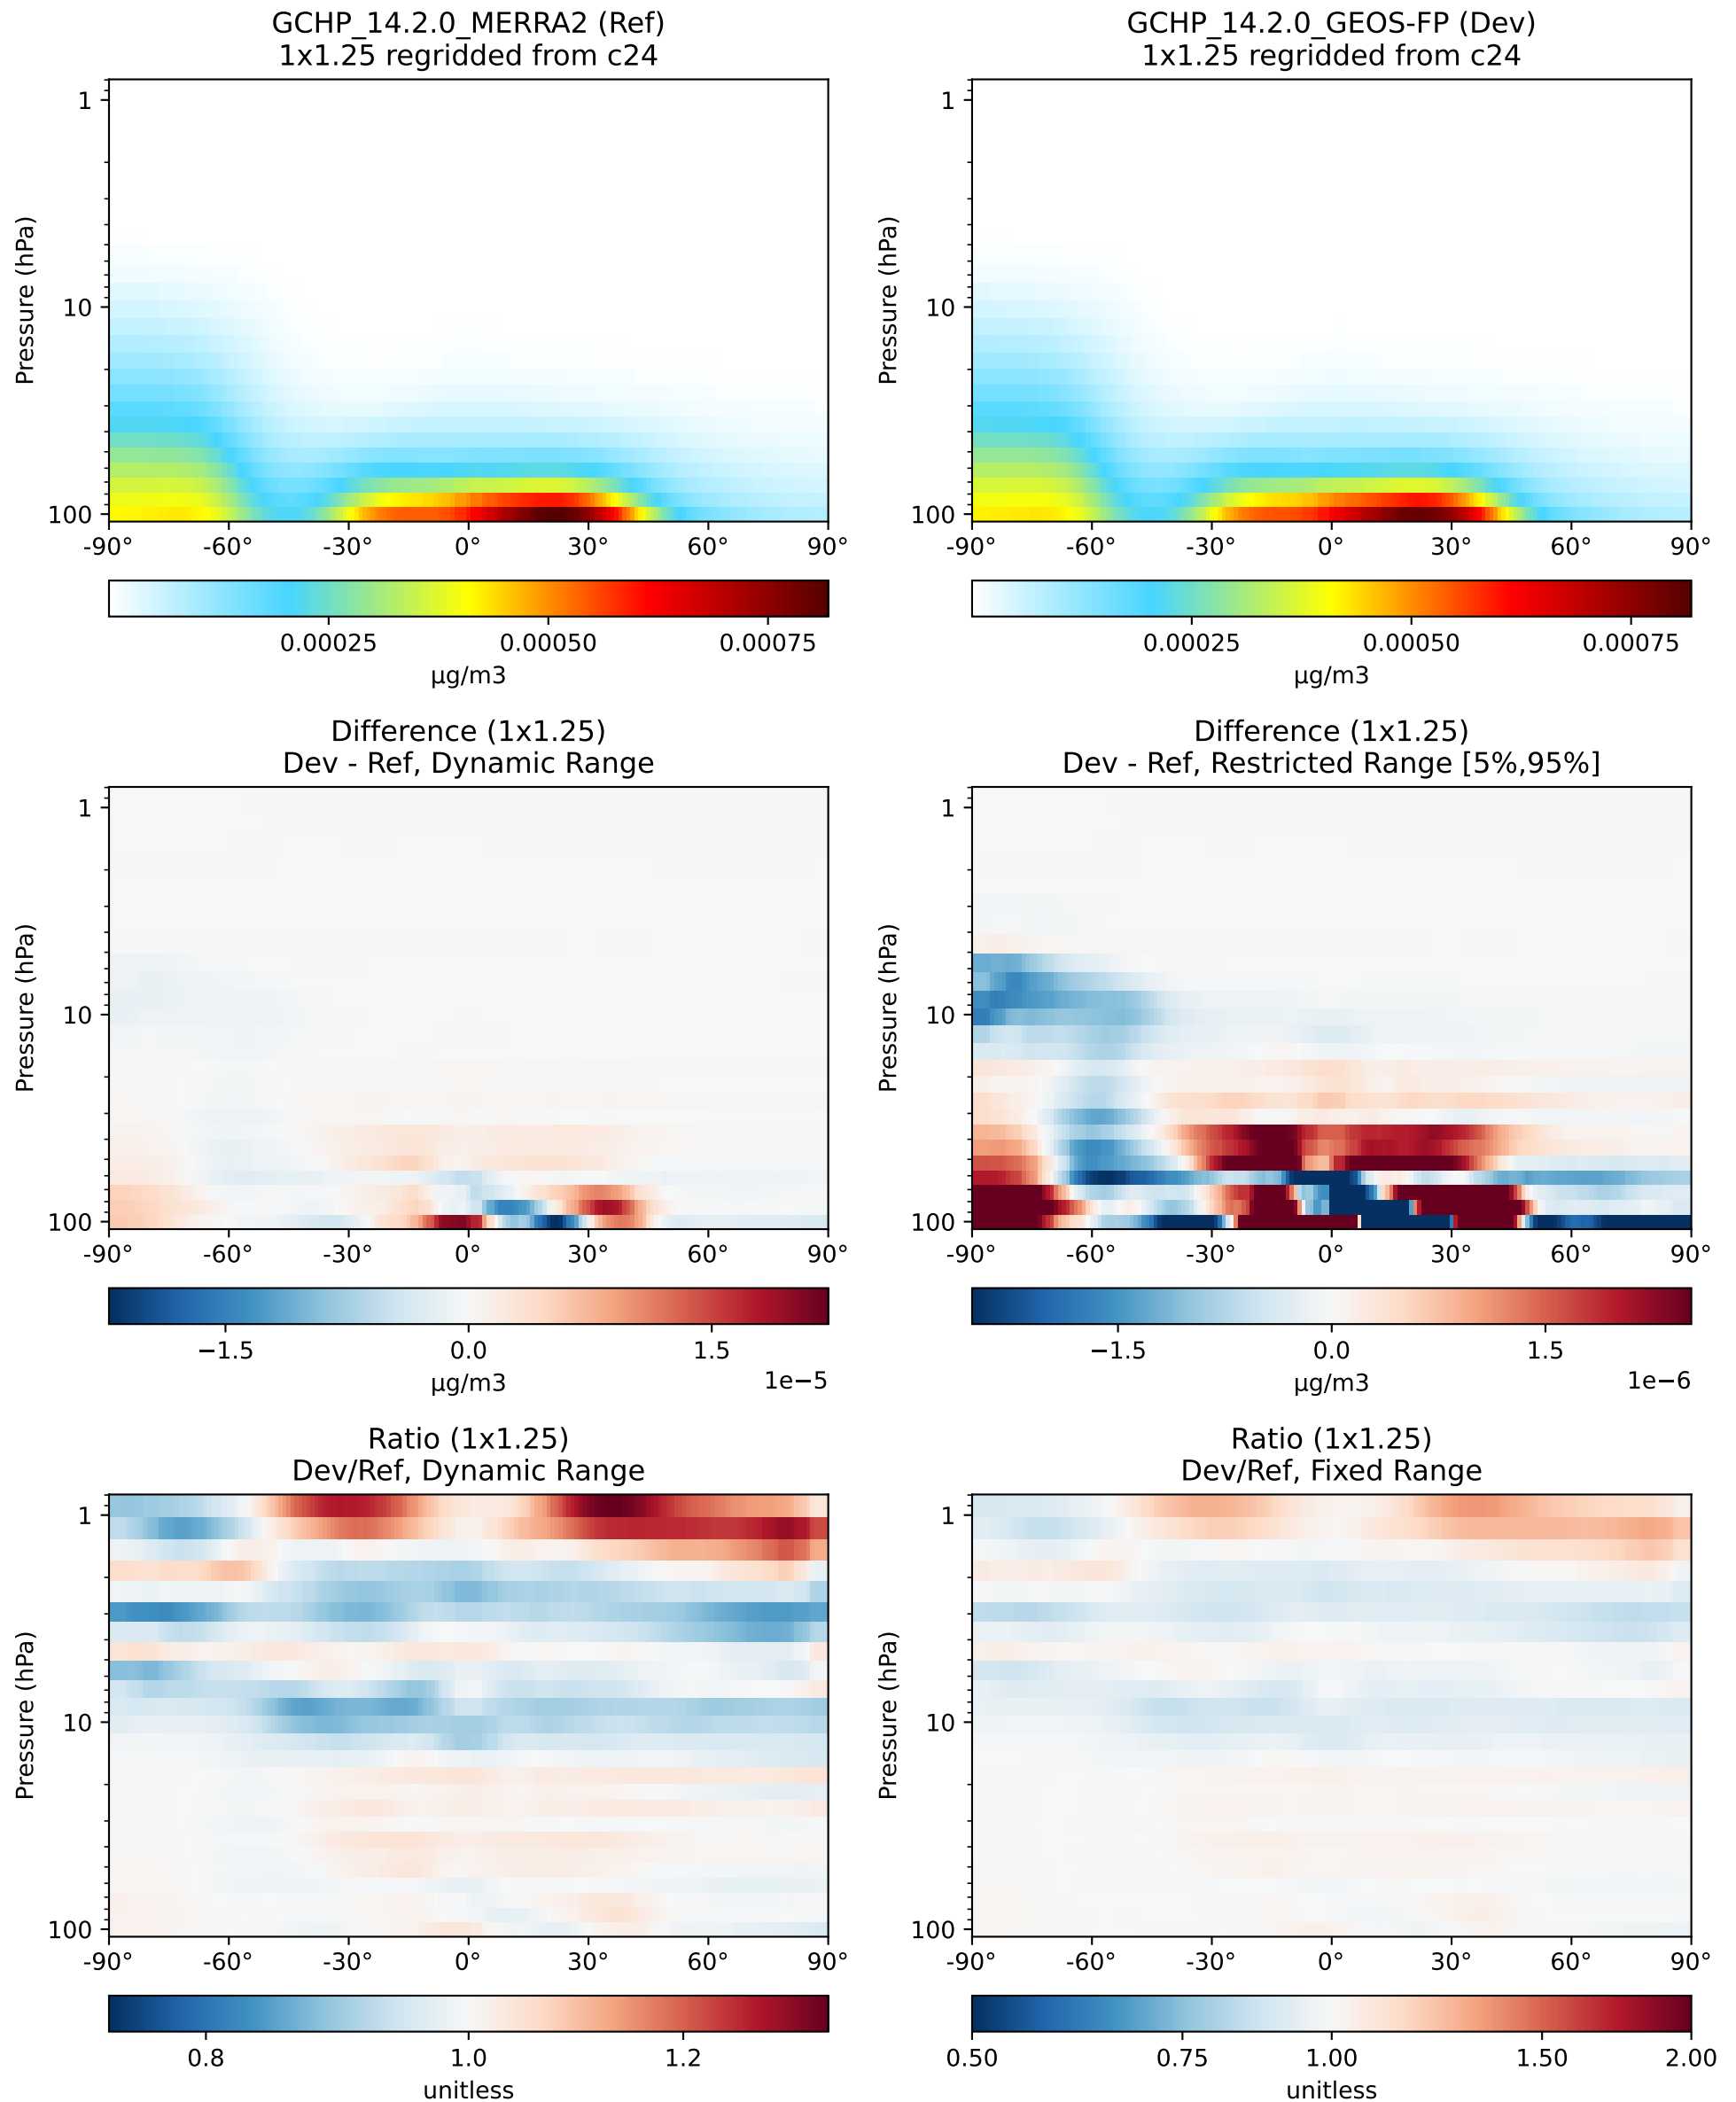 GCHP_14.2.0_MERRA2 (Ref)
1x1.25 regridded from c24
Pressure (hPa)
1
10
100
-90° -60° -30° 0° 30° 60° 90°
0.00025 0.00050 0.00075
µg/m3
GCHP_14.2.0_GEOS-FP (Dev)
1x1.25 regridded from c24
Pressure (hPa)
1
10
100
-90° -60° -30° 0° 30° 60° 90°
0.00025 0.00050 0.00075
µg/m3
Difference (1x1.25)
Dev - Ref, Dynamic Range
Pressure (hPa)
1
10
100
-90° -60° -30° 0° 30° 60° 90°
−1.5 0.0 1.5
µg/m3
1e−5
Difference (1x1.25)
Dev - Ref, Restricted Range [5%,95%]
Pressure (hPa)
1
10
100
-90° -60° -30° 0° 30° 60° 90°
−1.5 0.0 1.5
µg/m3
1e−6
Ratio (1x1.25)
Dev/Ref, Dynamic Range
Pressure (hPa)
1
10
100
-90° -60° -30° 0° 30° 60° 90°
0.8 1.0 1.2
unitless
Ratio (1x1.25)
Dev/Ref, Fixed Range
Pressure (hPa)
1
10
100
-90° -60° -30° 0° 30° 60° 90°
0.50 0.75 1.00 1.50 2.00
unitless